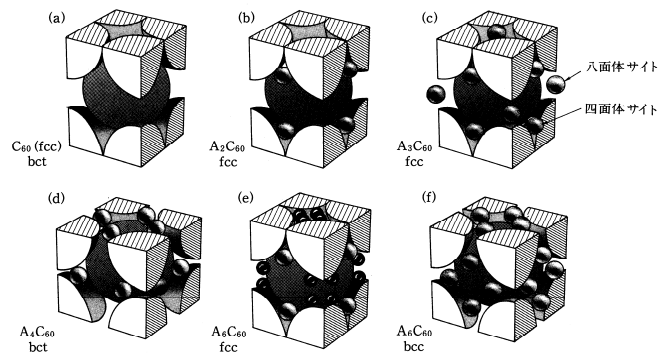 (a)
(b)
(c)
八面体サイト
四面体サイト
C₆₀(fcc)
bct
A₂C₆₀
fcc
A₃C₆₀
fcc
(d)
(e)
(f)
A₄C₆₀
bct
A₆C₆₀
fcc
A₆C₆₀
bcc